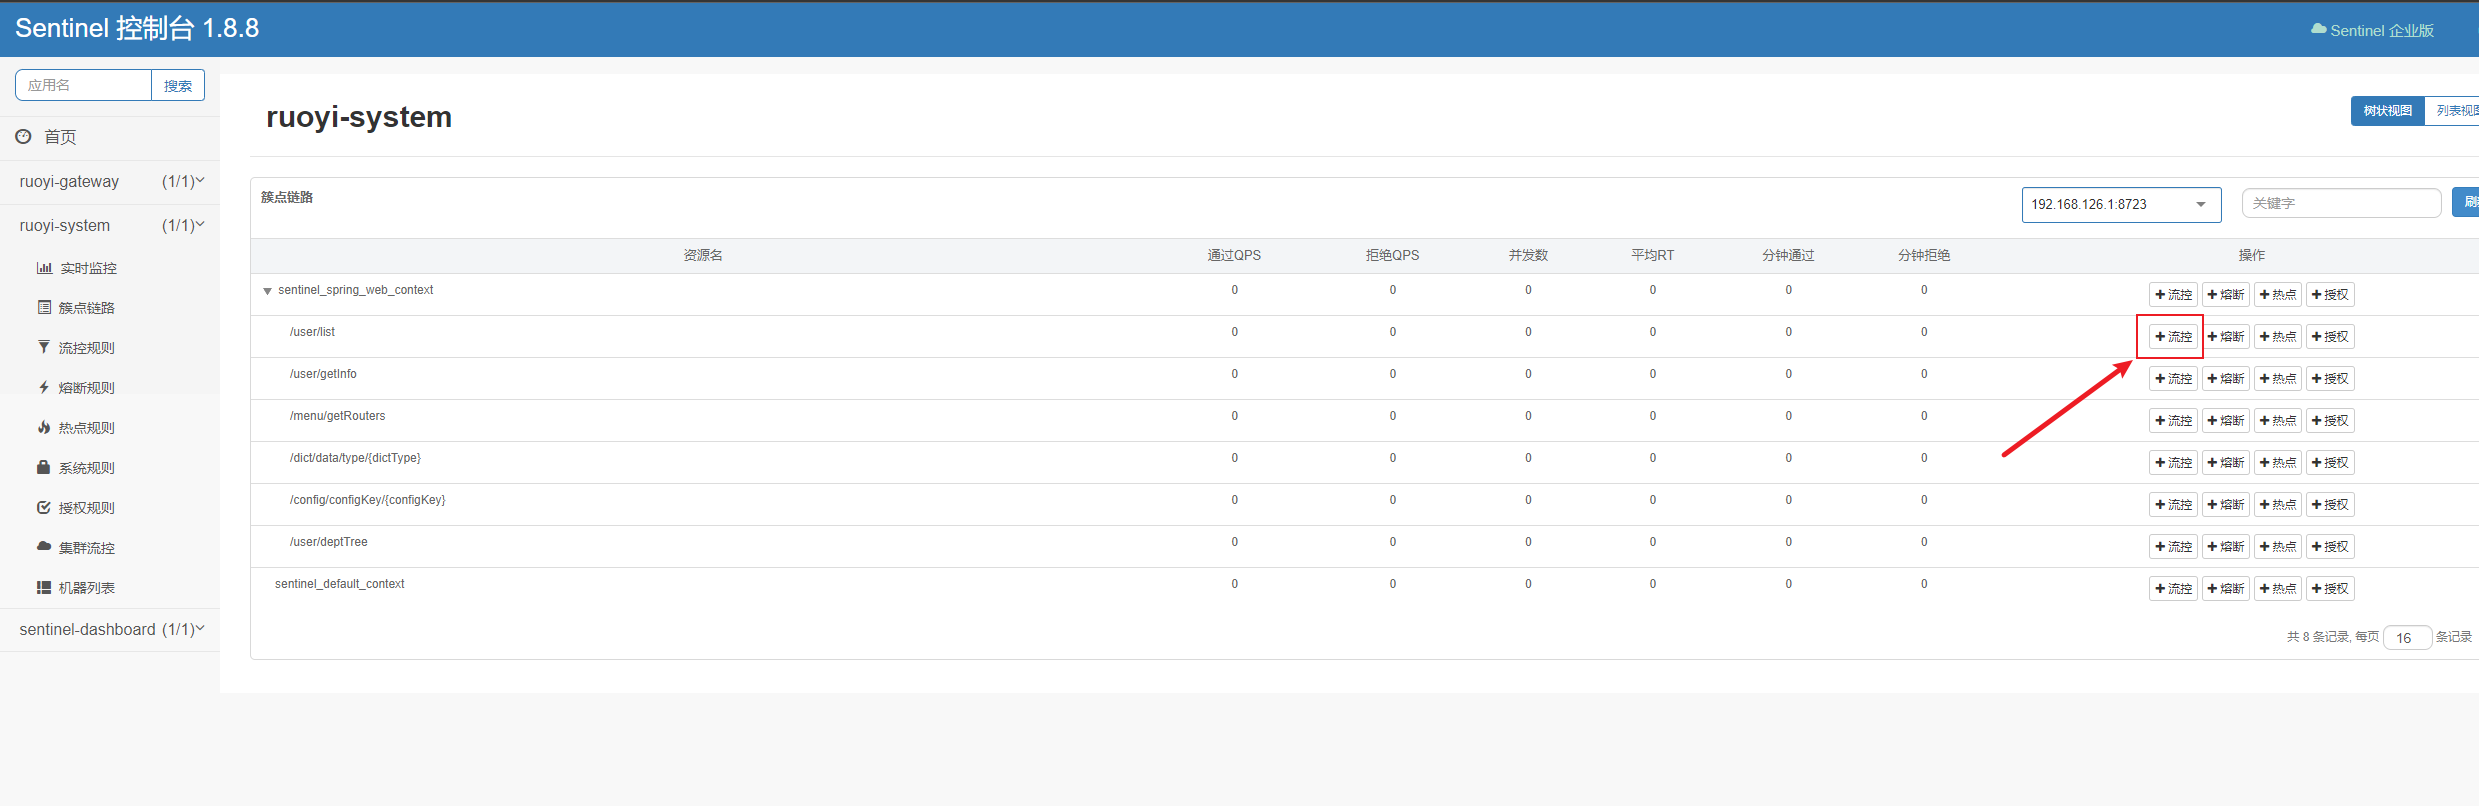 Sentinel 控制台 1.8.8
Sentinel 企业版
应用名 搜索
首页
ruoyi-gateway (1/1)
ruoyi-system (1/1)
实时监控
簇点链路
流控规则
熔断规则
热点规则
系统规则
授权规则
集群流控
机器列表
sentinel-dashboard (1/1)
ruoyi-system
树状视图 列表视图
簇点链路
192.168.126.1:8723 关键字
资源名 通过QPS 拒绝QPS 并发数 平均RT 分钟通过 分钟拒绝 操作
sentinel_spring_web_context 0 0 0 0 0 0 流控 熔断 热点 授权
/user/list 0 0 0 0 0 0 流控 熔断 热点 授权
/user/getInfo 0 0 0 0 0 0 流控 熔断 热点 授权
/menu/getRouters 0 0 0 0 0 0 流控 熔断 热点 授权
/dict/data/type/{dictType} 0 0 0 0 0 0 流控 熔断 热点 授权
/config/configKey/{configKey} 0 0 0 0 0 0 流控 熔断 热点 授权
/user/deptTree 0 0 0 0 0 0 流控 熔断 热点 授权
sentinel_default_context 0 0 0 0 0 0 流控 熔断 热点 授权
共 8 条记录, 每页 16 条记录